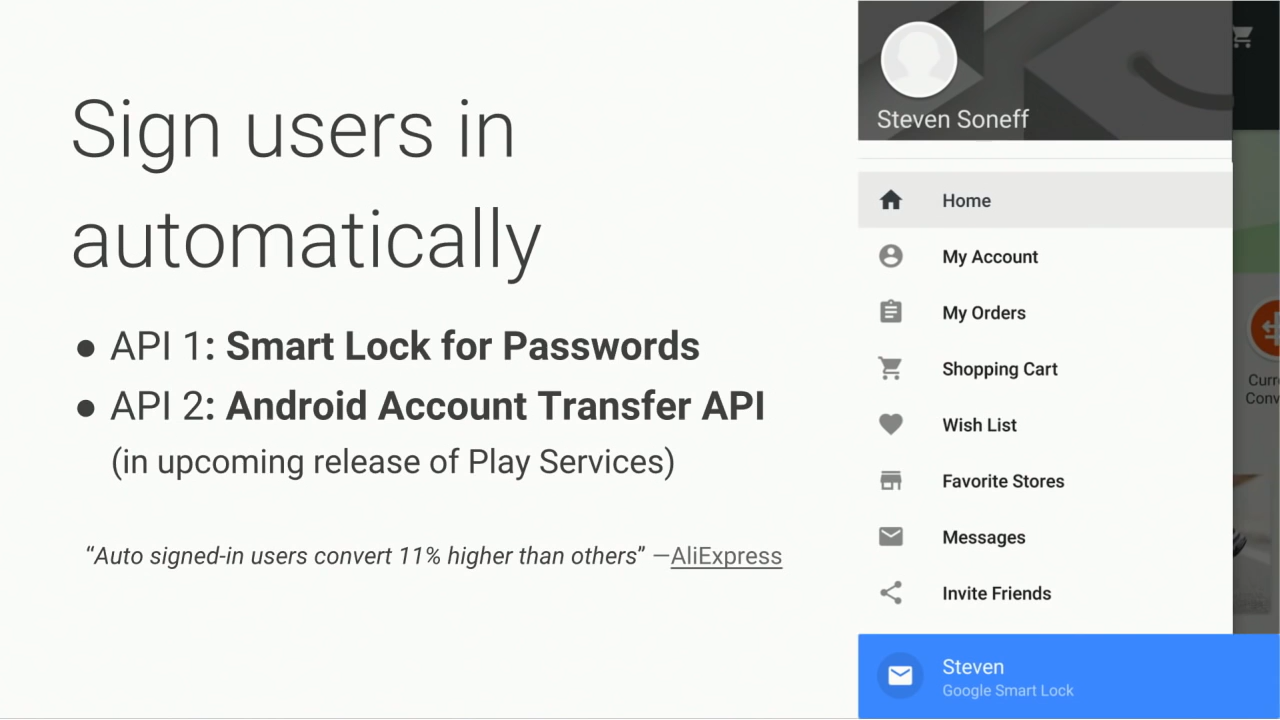 Sign users in
automatically
● API 1: Smart Lock for Passwords
● API 2: Android Account Transfer API
(in upcoming release of Play Services)
“Auto signed-in users convert 11% higher than others” —AliExpress
Steven Soneff
Home
My Account
My Orders
Shopping Cart
Wish List
Favorite Stores
Messages
Invite Friends
Steven
Google Smart Lock